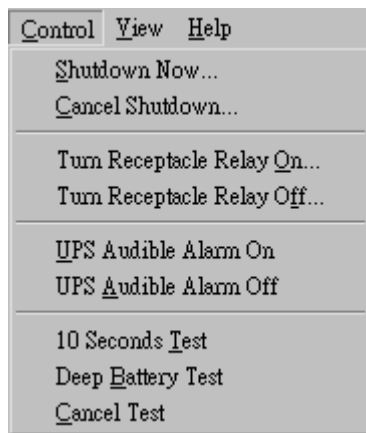 Control View Help
Shutdown Now...
Cancel Shutdown...
Turn Receptacle Relay On...
Turn Receptacle Relay Off...
UPS Audible Alarm On
UPS Audible Alarm Off
10 Seconds Test
Deep Battery Test
Cancel Test